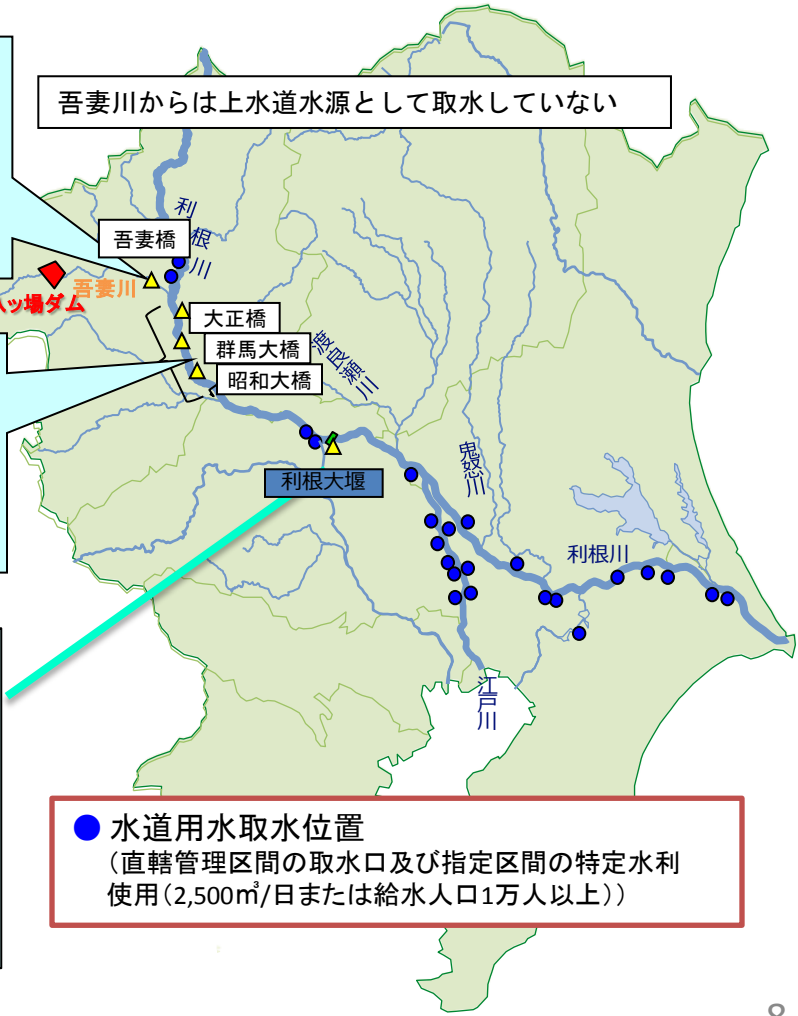 吾妻川からは上水道水源として取水していない
利根川
吾妻橋
吾妻川
ハッ場ダム
大正橋
群馬大橋
昭和大橋
渡良瀬川
鬼怒川
利根大堰
利根川
江戸川
● 水道用水取水位置
(直轄管理区間の取水口及び指定区間の特定水利
使用(2,500㎥/日または給水人口1万人以上))
8